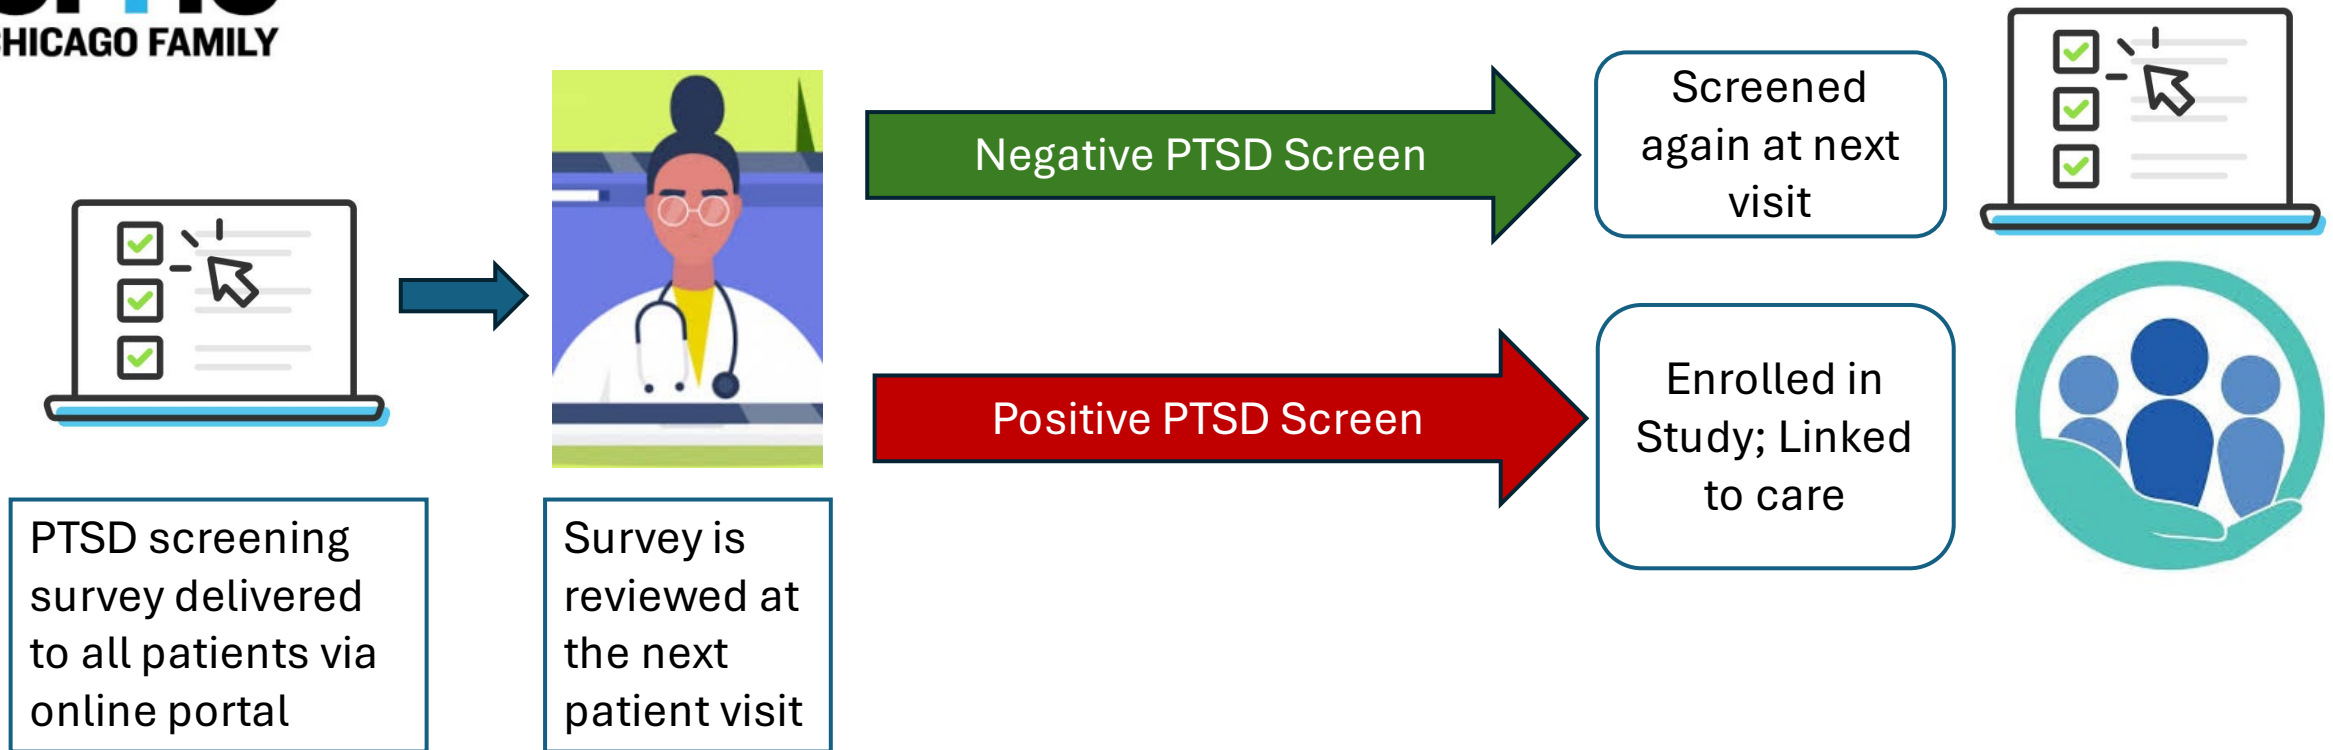 CHICAGO FAMILY
Negative PTSD Screen
Screened
again at next
visit
Positive PTSD Screen
Enrolled in
Study; Linked
to care
PTSD screening
survey delivered
to all patients via
online portal
Survey is
reviewed at
the next
patient visit